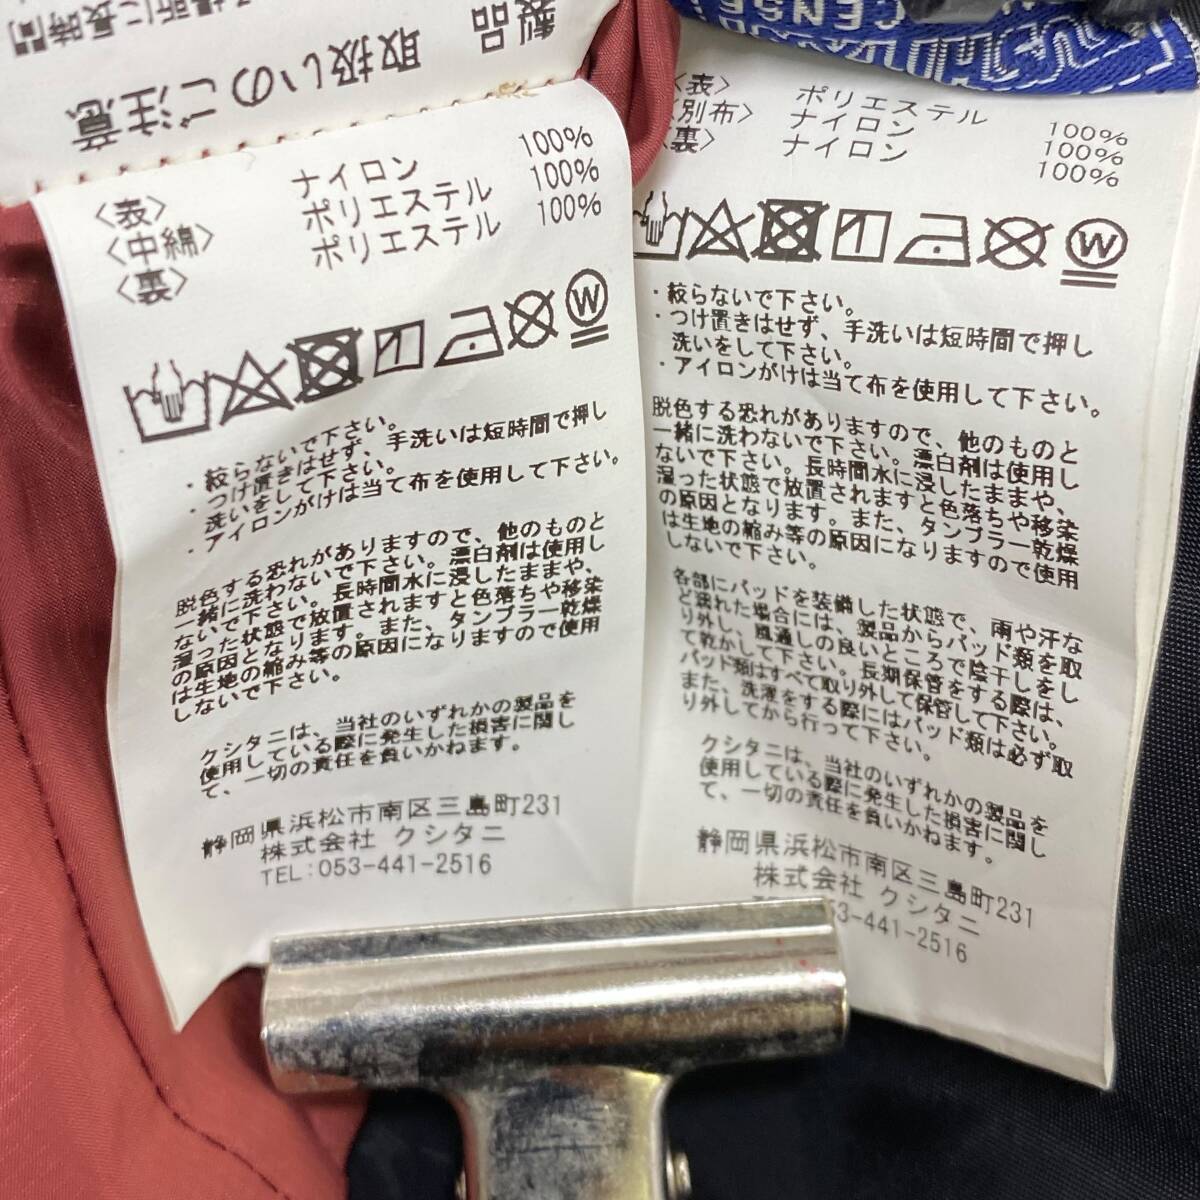 る場所に長時間
製品
取扱いのご注意
〈表〉 ナイロン 100%
〈中綿〉 ポリエステル 100%
〈裏〉 ポリエステル 100%
W
・絞らないで下さい。
・つけ置きはせず、手洗いは短時間で押し
洗いをして下さい。
・アイロンがけは当て布を使用して下さい。
脱色する恐れがありますので、他のものと
一緒に洗わないで下さい。漂白剤は使用し
ないで下さい。長時間水に浸したままや、
湿った状態で放置されますと色落ちや移染
の原因となります。また、タンブラー乾燥
は生地の縮み等の原因になりますので使用
しないで下さい。
クシタニは、当社のいずれかの製品を
使用している際に発生した損害に関し
て、一切の責任を負いかねます。
静岡県浜松市南区三島町231
株式会社 クシタニ
TEL:053-441-2516
〈表〉 ポリエステル 100%
〈別布〉 ナイロン 100%
〈裏〉 ナイロン 100%
W
・絞らないで下さい。
・つけ置きはせず、手洗いは短時間で押し
洗いをして下さい。
・アイロンがけは当て布を使用して下さい。
脱色する恐れがありますので、他のものと
一緒に洗わないで下さい。漂白剤は使用し
ないで下さい。長時間水に浸したままや、
湿った状態で放置されますと色落ちや移染
の原因となります。また、タンブラー乾燥
は生地の縮み等の原因になりますので使用
しないで下さい。
各部にパッドを装備した状態で、雨や汗な
ど濡れた場合には、製品からパッド類を取
り外し、風通しの良いところで陰干しをし
て乾かして下さい。長期保管をする際は、
パッド類はすべて取り外して保管して下さい。
また、洗濯をする際にはパッド類は必ず取
り外してから行って下さい。
クシタニは、当社のいずれかの製品を
使用している際に発生した損害に関し
て、一切の責任を負いかねます。
静岡県浜松市南区三島町231
株式会社 クシタニ
53-441-2516